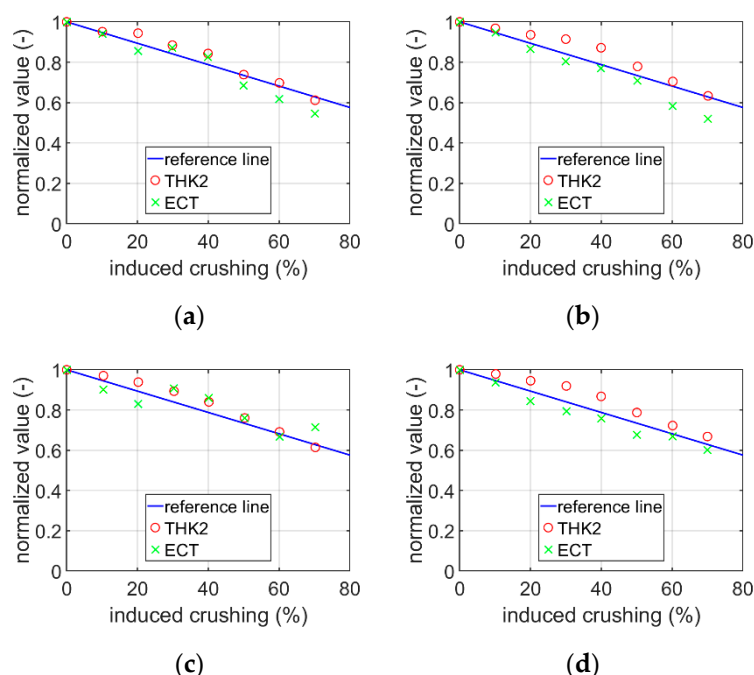 1
0.8
0.6
0.4
0.2
0
normalized value (-)
reference line
THK2
ECT
0 20 40 60 80
induced crushing (%)
(a)
1
0.8
0.6
0.4
0.2
0
normalized value (-)
reference line
THK2
ECT
0 20 40 60 80
induced crushing (%)
(b)
1
0.8
0.6
0.4
0.2
0
normalized value (-)
reference line
THK2
ECT
0 20 40 60 80
induced crushing (%)
(c)
1
0.8
0.6
0.4
0.2
0
normalized value (-)
reference line
THK2
ECT
0 20 40 60 80
induced crushing (%)
(d)